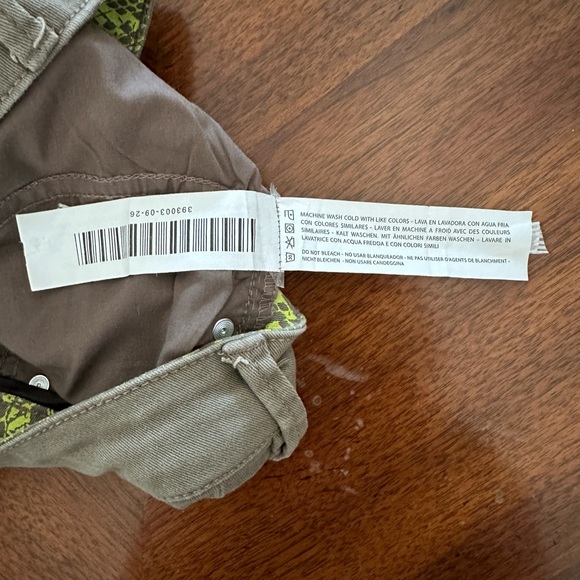 393003-09-26
MACHINE WASH COLD WITH LIKE COLORS - LAVA EN LAVADORA CON AGUA FRIA
CON COLORES SIMILARES - LAVER EN MACHINE A FROID AVEC DES COULEURS
SIMILAIRES - KALT WASCHEN. MIT ÄHNLICHEN FARBEN WASCHEN - LAVARE IN
LAVATRICE CON ACQUA FREDDA E CON COLORI SIMILI
DO NOT BLEACH - NO USAR BLANQUEADOR - NE PAS UTILISER D'AGENTS DE BLANCHIMENT -
NICHT BLEICHEN - NON USARE CANDEGGINA